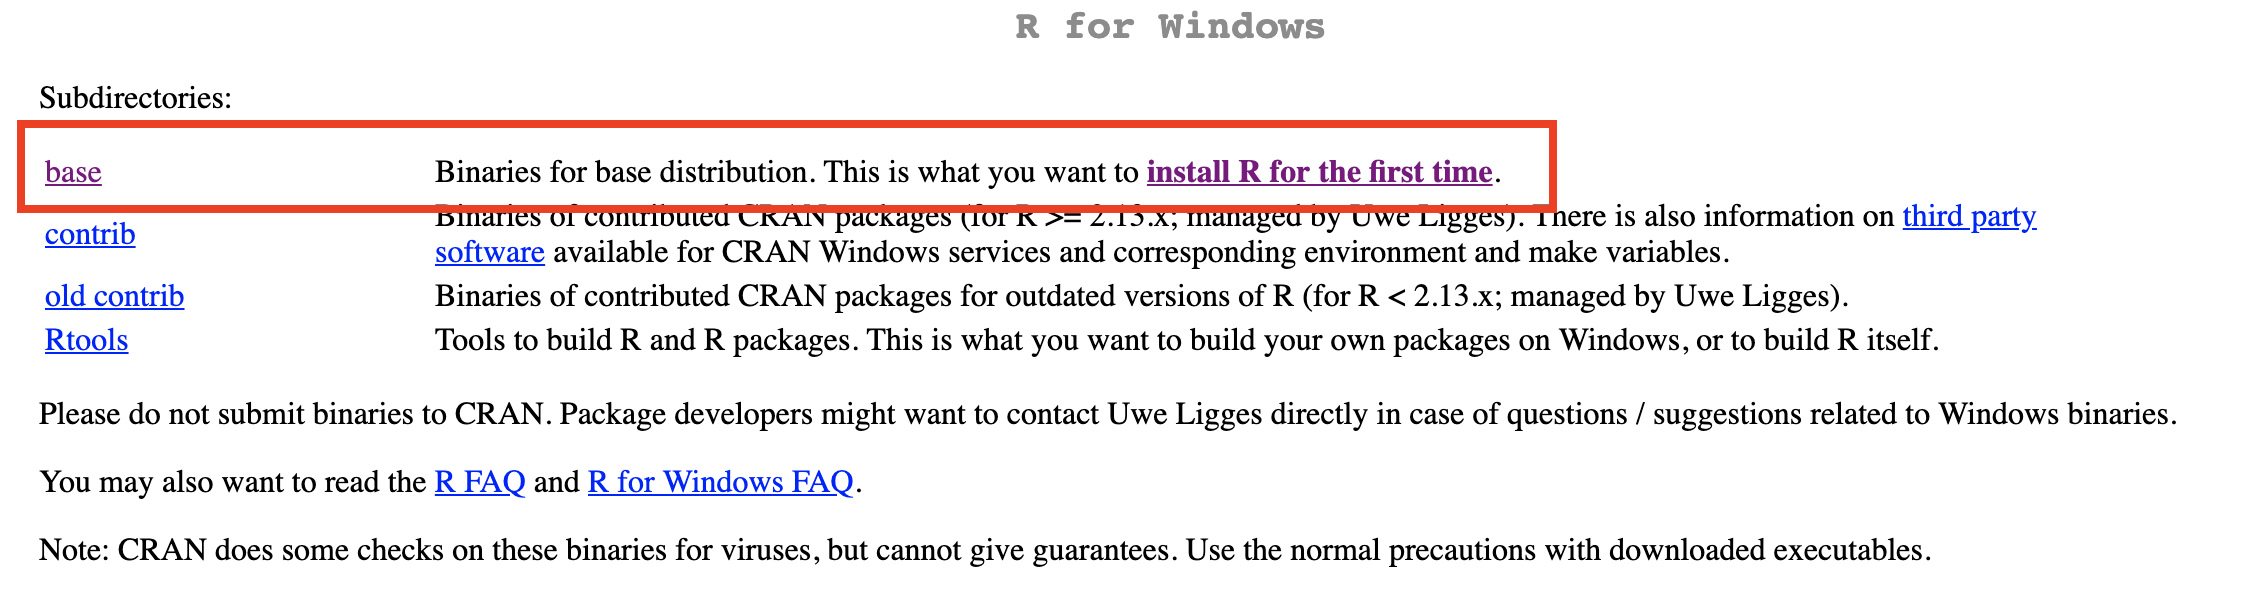 R for Windows
Subdirectories:
base Binaries for base distribution. This is what you want to install R for the first time.
contrib Binaries of contributed CRAN packages (for R >= 2.13.x; managed by Uwe Ligges). There is also information on third party
software available for CRAN Windows services and corresponding environment and make variables.
old contrib Binaries of contributed CRAN packages for outdated versions of R (for R < 2.13.x; managed by Uwe Ligges).
Rtools Tools to build R and R packages. This is what you want to build your own packages on Windows, or to build R itself.
Please do not submit binaries to CRAN. Package developers might want to contact Uwe Ligges directly in case of questions / suggestions related to Windows binaries.
You may also want to read the R FAQ and R for Windows FAQ.
Note: CRAN does some checks on these binaries for viruses, but cannot give guarantees. Use the normal precautions with downloaded executables.